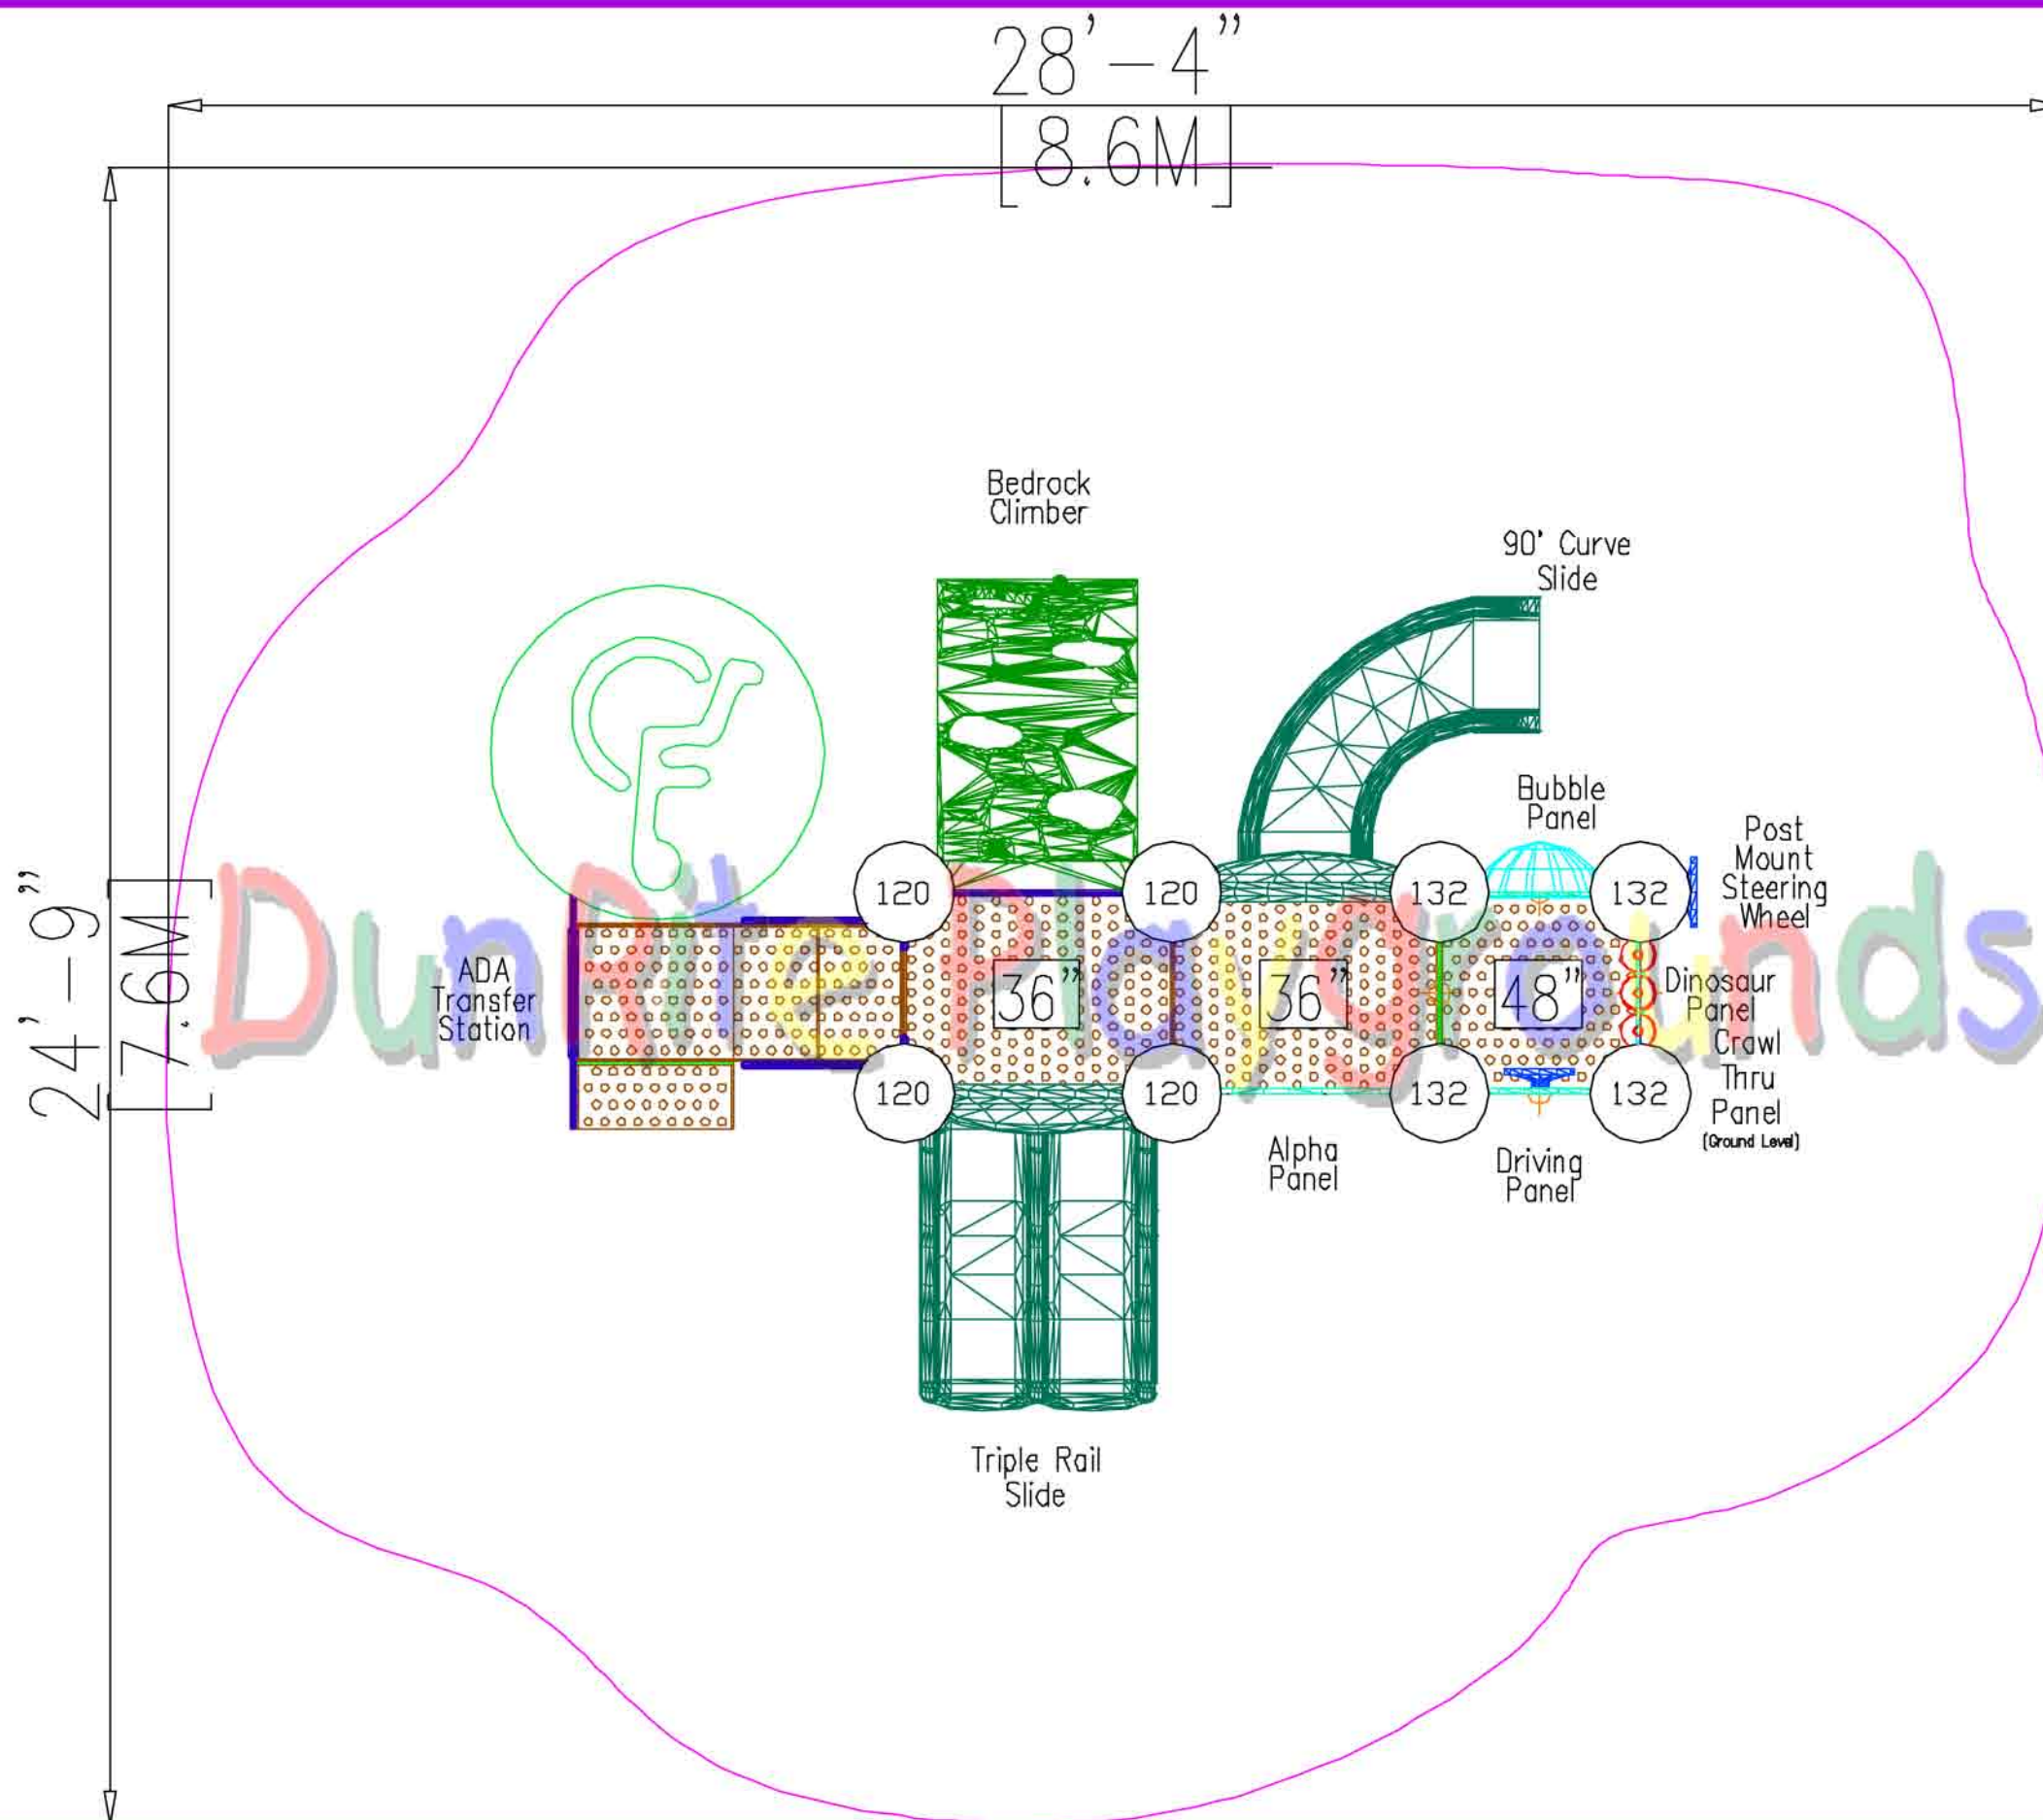 28'-4"
[8.6M]
24'-9"
[7.6M]
Bedrock
Climber
90° Curve
Slide
Bubble
Panel
Post
Mount
Steering
Wheel
120
120
132
132
DunRite Playgrounds
ADA
Transfer
Station
36"
36"
48"
Dinosaur
Panel
Crawl
Thru
Panel
(Ground Level)
120
120
132
132
Alpha
Panel
Driving
Panel
Triple Rail
Slide